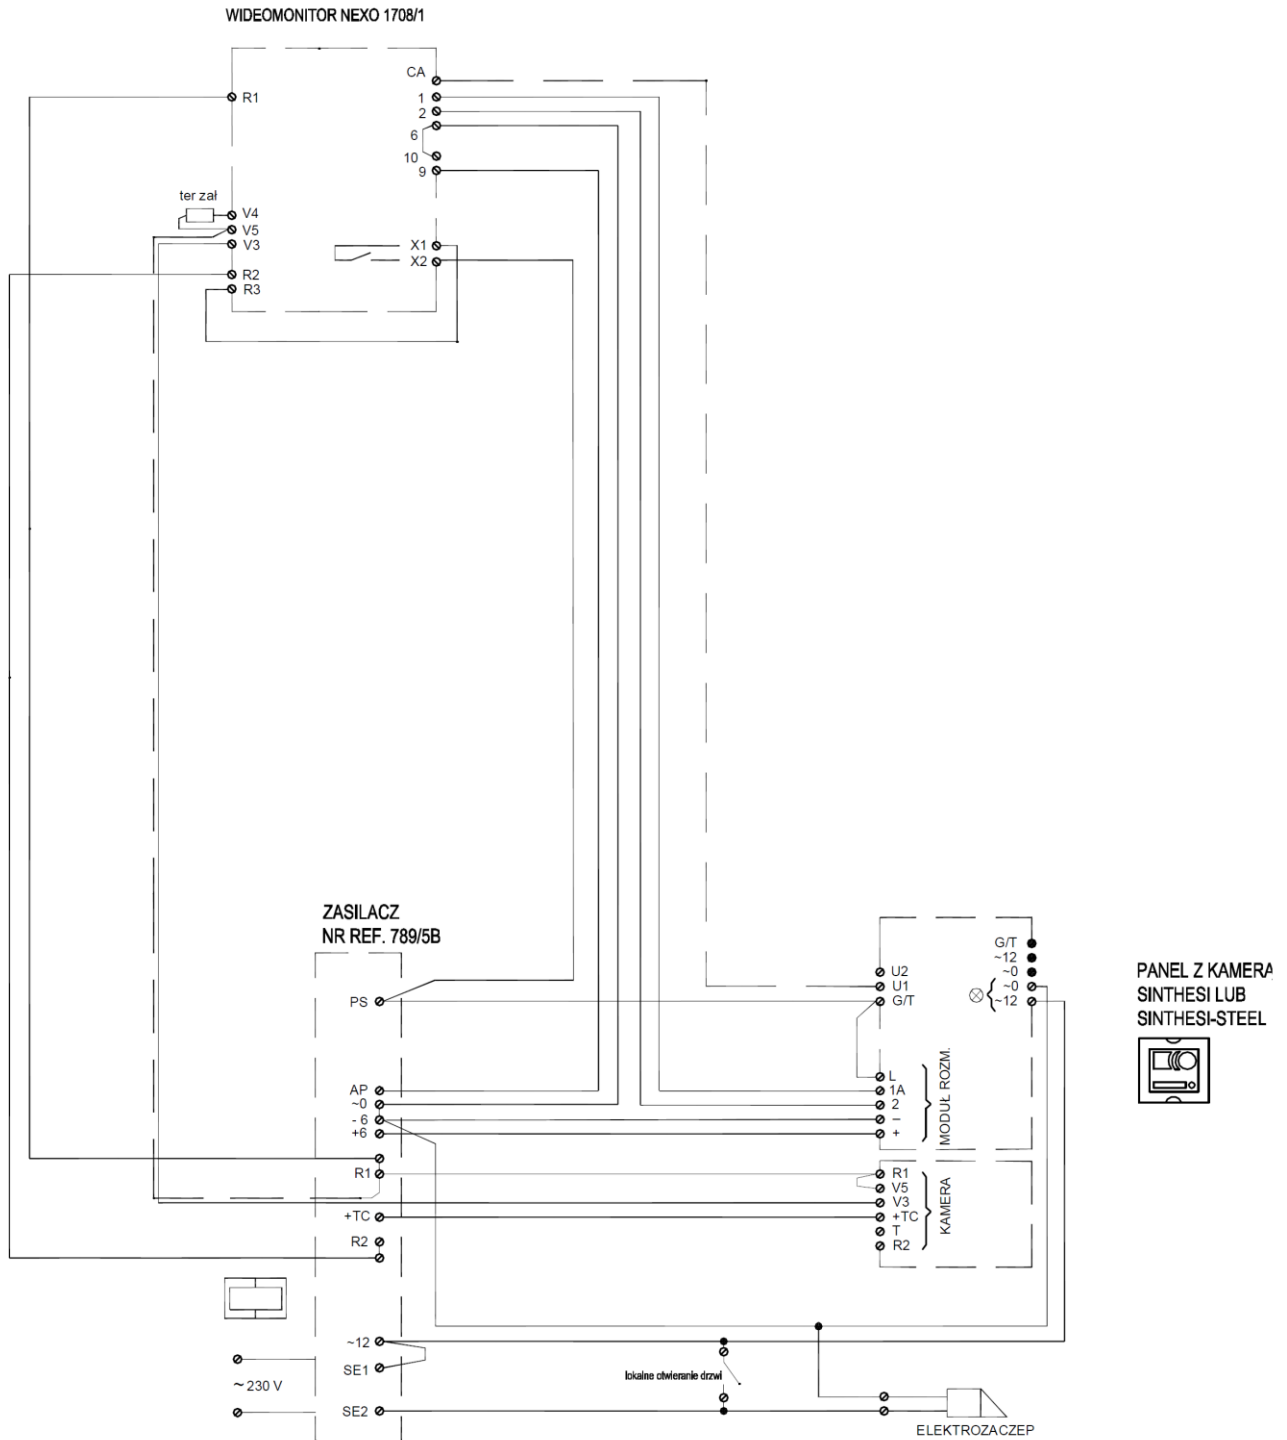 WIDEOMONITOR NEXO 1708/1
CA
R1
1
2
6
10
9
ter zał
V4
V5
V3
X1
X2
R2
R3
ZASILACZ
NR REF. 789/5B
PS
AP
~0
- 6
+6
R1
+TC
R2
~12
SE1
SE2
~ 230 V
G/T
~12
~0
~0
~12
U2
U1
G/T
L
1A
2
–
+
MODUŁ ROZM.
R1
V5
V3
+TC
T
R2
KAMERA
PANEL Z KAMERĄ
SINTHESI LUB
SINTHESI-STEEL
lokalne otwieranie drzwi
ELEKTROZACZEP